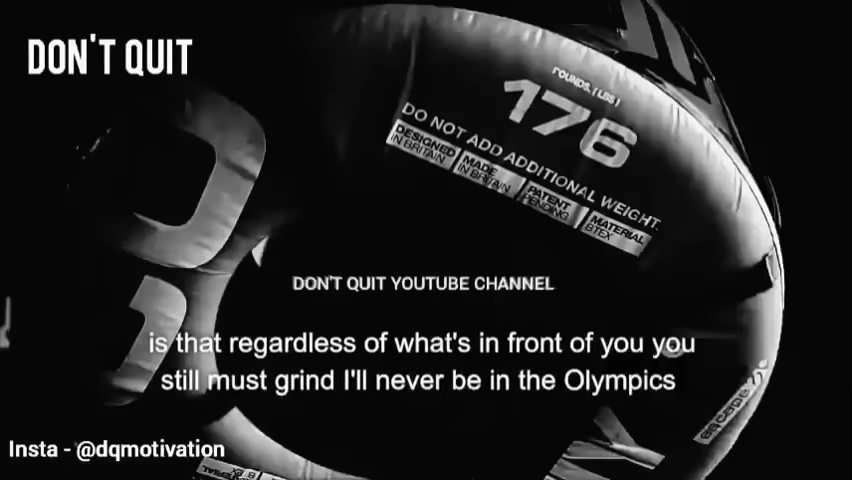 DON'T QUIT
POUNDS, (LBS)
176
DO NOT ADD ADDITIONAL WEIGHT.
DESIGNED
IN BRITAIN
MADE
IN BRITAIN
PATENT
PENDING
MATERIAL
BTEX
DON'T QUIT YOUTUBE CHANNEL
is that regardless of what's in front of you you
still must grind I'll never be in the Olympics
escape
Insta - @dqmotivation